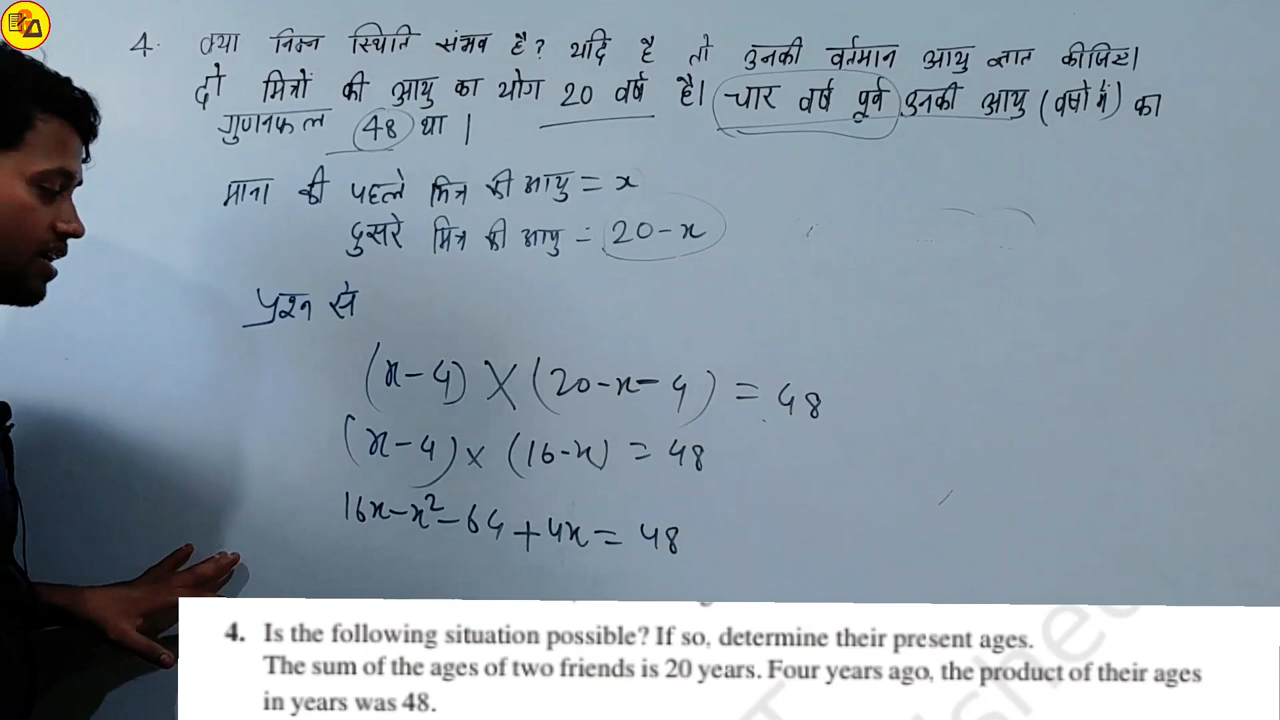 4. क्या निम्न स्थिति संभव है? यदि है तो उनकी वर्तमान आयु ज्ञात कीजिए।
दो मित्रों की आयु का योग 20 वर्ष है। चार वर्ष पूर्व उनकी आयु (वर्षो में) का
गुणनफल 48 था।
माना की पहले मित्र की आयु = x
दुसरे मित्र की आयु = 20-x
प्रश्न से
(x-4) × (20-x-4) = 48
(x-4) × (16-x) = 48
16x-x²-64+4x=48
4. Is the following situation possible? If so, determine their present ages.
The sum of the ages of two friends is 20 years. Four years ago, the product of their ages
in years was 48.